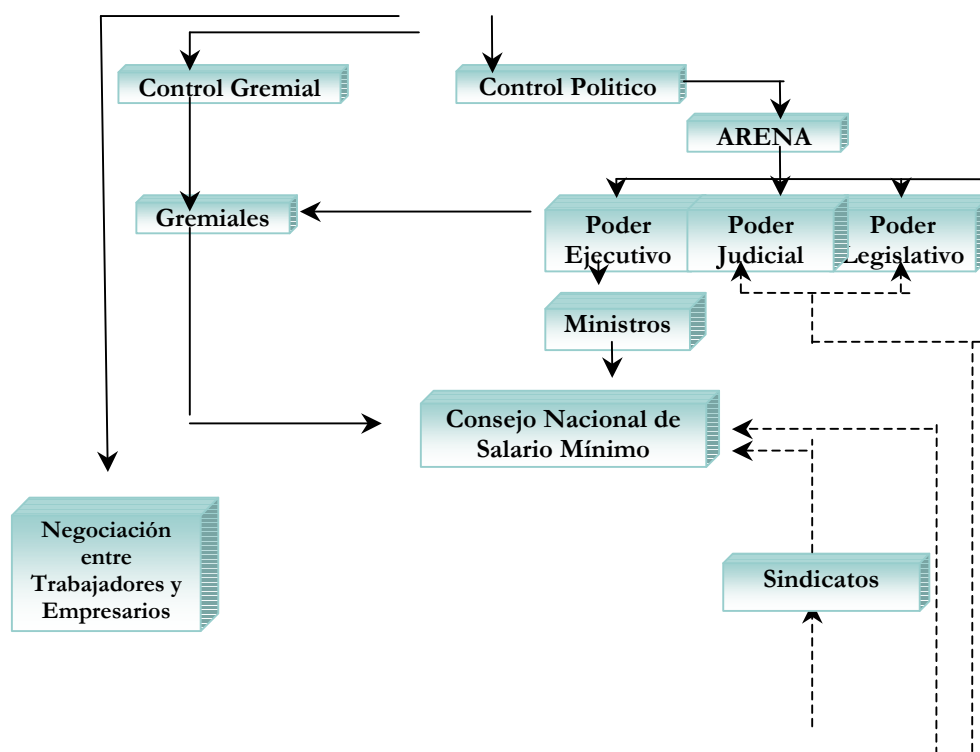 Control Gremial
Control Politico
ARENA
Gremiales
Poder
Ejecutivo
Poder
Judicial
Poder
Legislativo
Ministros
Consejo Nacional de
Salario Mínimo
Negociación
entre
Trabajadores y
Empresarios
Sindicatos